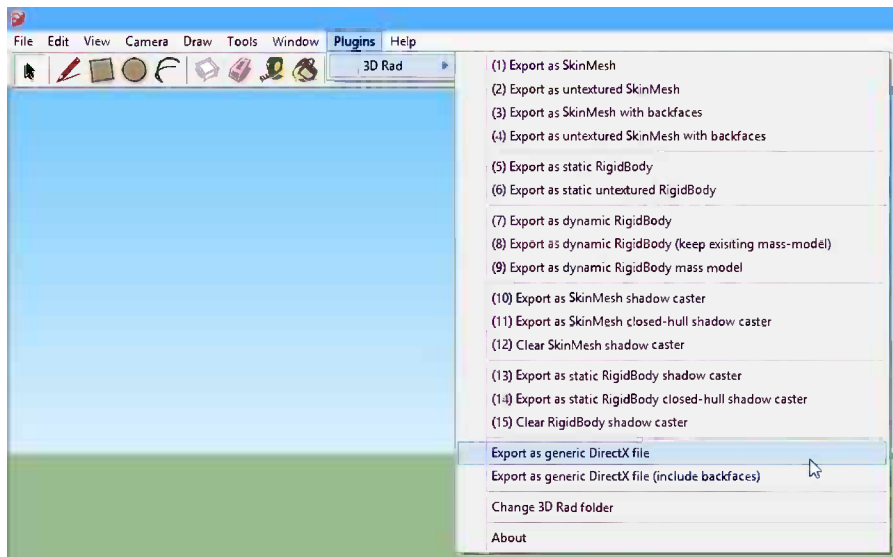 File Edit View Camera Draw Tools Window Plugins Help
3D Rad
(1) Export as SkinMesh
(2) Export as untextured SkinMesh
(3) Export as SkinMesh with backfaces
(4) Export as untextured SkinMesh with backfaces
(5) Export as static RigidBody
(6) Export as static untextured RigidBody
(7) Export as dynamic RigidBody
(8) Export as dynamic RigidBody (keep exisiting mass-model)
(9) Export as dynamic RigidBody mass model
(10) Export as SkinMesh shadow caster
(11) Export as SkinMesh closed-hull shadow caster
(12) Clear SkinMesh shadow caster
(13) Export as static RigidBody shadow caster
(14) Export as static RigidBody closed-hull shadow caster
(15) Clear RigidBody shadow caster
Export as generic DirectX file
Export as generic DirectX file (include backfaces)
Change 3D Rad folder
About